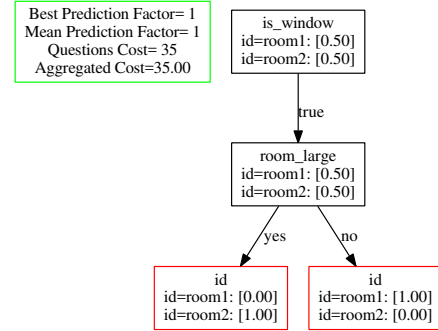 Best Prediction Factor= 1
Mean Prediction Factor= 1
Questions Cost= 35
Aggregated Cost=35.00
is_window
id=room1: [0.50]
id=room2: [0.50]
true
room_large
id=room1: [0.50]
id=room2: [0.50]
yes
no
id
id=room1: [0.00]
id=room2: [1.00]
id
id=room1: [1.00]
id=room2: [0.00]